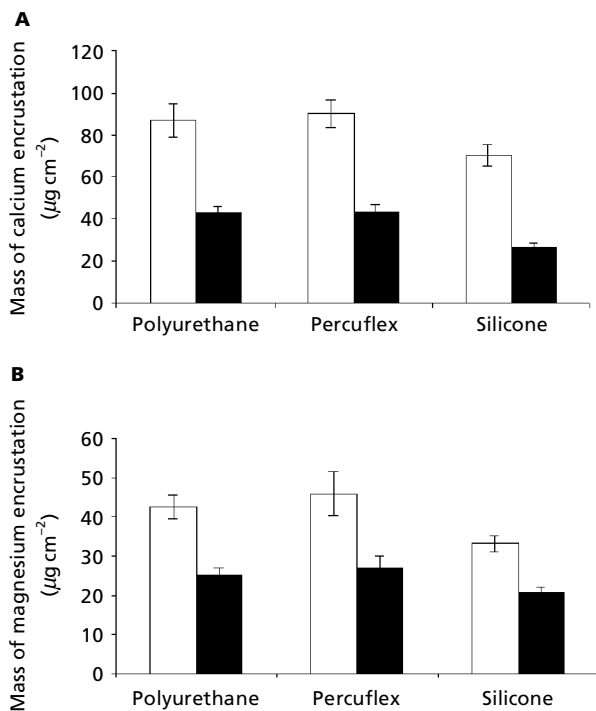 A
Mass of calcium encrustation
(µg cm⁻²)
120
100
80
60
40
20
0
Polyurethane Percuflex Silicone
B
Mass of magnesium encrustation
(µg cm⁻²)
60
50
40
30
20
10
0
Polyurethane Percuflex Silicone